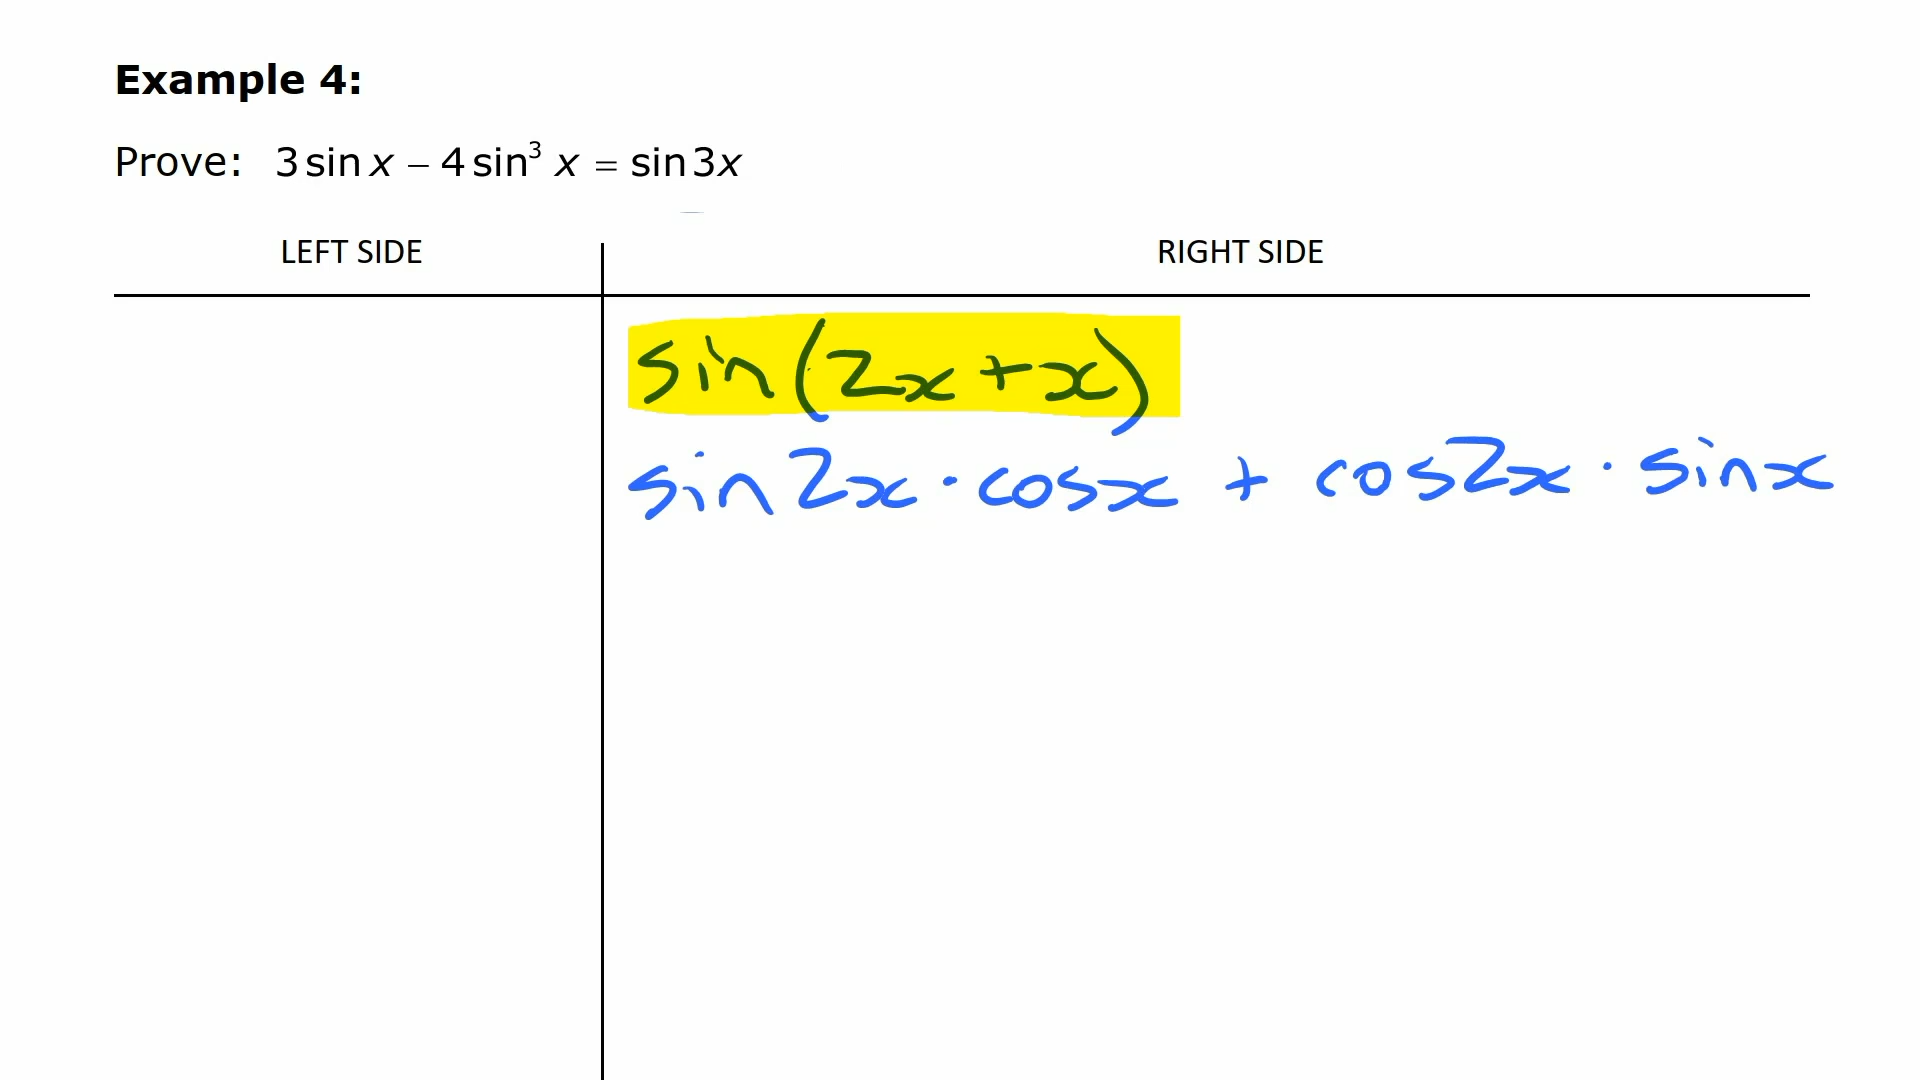 Example 4:
Prove: 3 sin x – 4 sin³ x = sin 3x
LEFT SIDE
RIGHT SIDE
sin(2x + x)
sin 2x · cos x + cos 2x · sin x